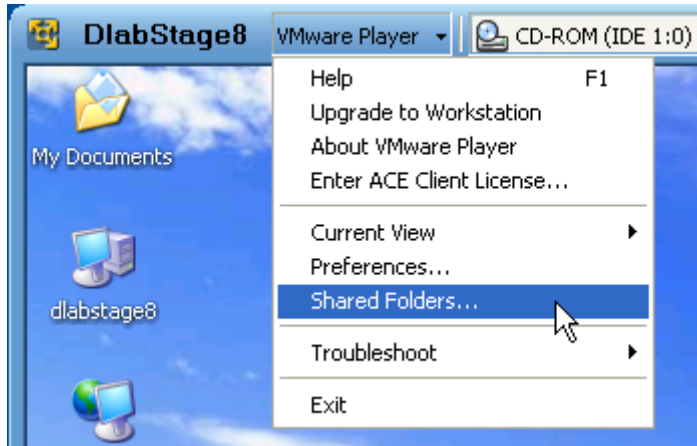 DlabStage8 VMware Player CD-ROM (IDE 1:0)
Help F1
Upgrade to Workstation
About VMware Player
Enter ACE Client License...
Current View
Preferences...
Shared Folders...
Troubleshoot
Exit
My Documents
dlabstage8